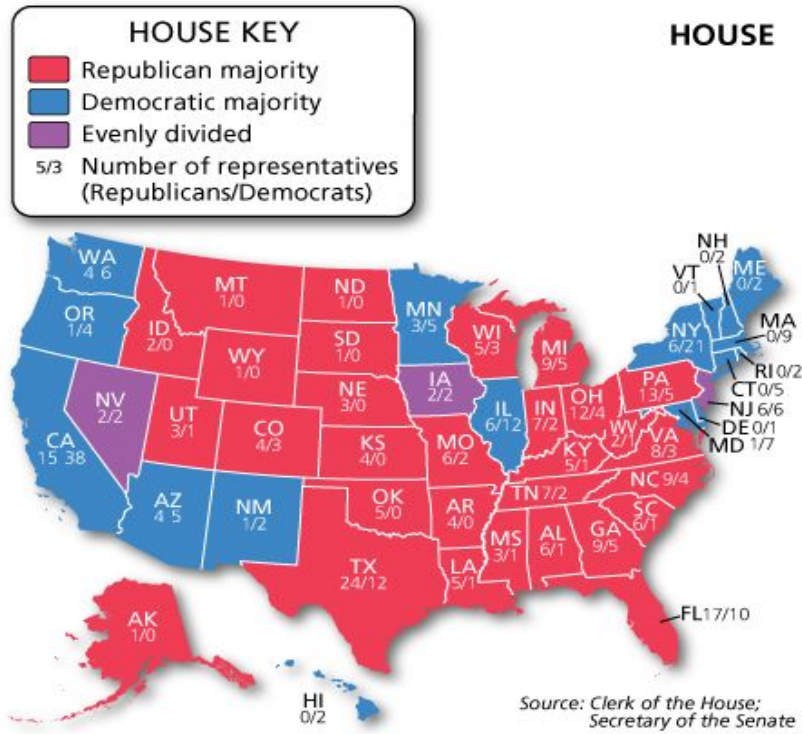 HOUSE KEY
Republican majority
Democratic majority
Evenly divided
5/3 Number of representatives
(Republicans/Democrats)
HOUSE
WA
4 6
OR
1/4
CA
15 38
NV
2/2
ID
2/0
MT
1/0
WY
1/0
UT
3/1
CO
4/3
AZ
4 5
NM
1/2
ND
1/0
SD
1/0
NE
3/0
KS
4/0
OK
5/0
TX
24/12
MN
3/5
IA
2/2
MO
6/2
AR
4/0
LA
5/1
WI
5/3
IL
6/12
MI
9/5
IN
7/2
OH
12/4
KY
5/1
TN 7/2
MS
3/1
AL
6/1
GA
9/5
FL 17/10
SC
6/1
NC 9/4
VA
8/3
WV
2/1
PA
13/5
NY
6/21
VT
0/1
NH
0/2
ME
0/2
MA
0/9
RI 0/2
CT 0/5
NJ 6/6
DE 0/1
MD 1/7
AK
1/0
HI
0/2
Source: Clerk of the House;
Secretary of the Senate